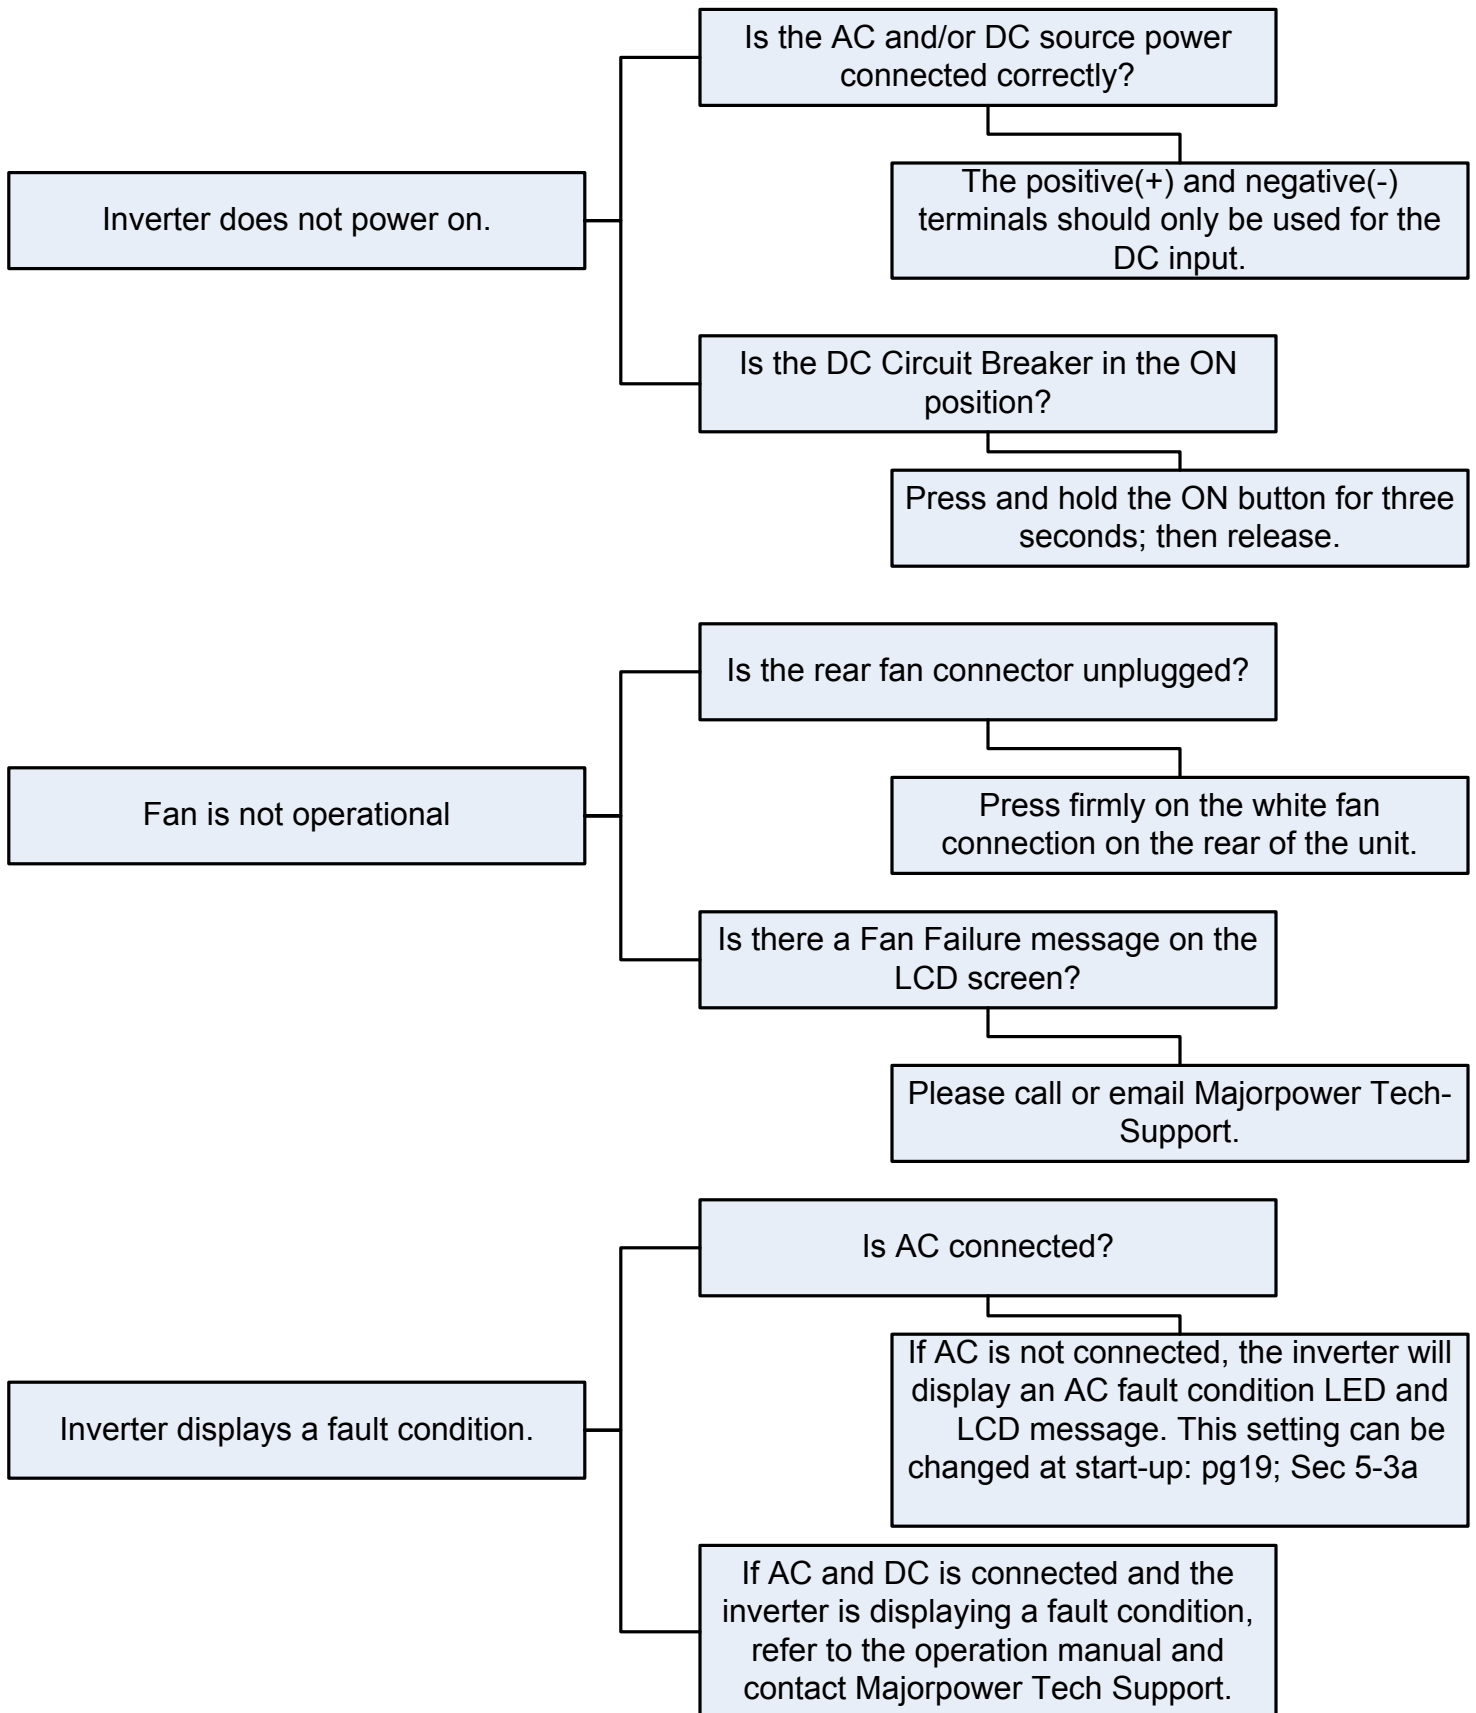 Is the AC and/or DC source power
connected correctly?
The positive(+) and negative(-)
terminals should only be used for the
DC input.
Inverter does not power on.
Is the DC Circuit Breaker in the ON
position?
Press and hold the ON button for three
seconds; then release.
Is the rear fan connector unplugged?
Press firmly on the white fan
connection on the rear of the unit.
Fan is not operational
Is there a Fan Failure message on the
LCD screen?
Please call or email Majorpower Tech-
Support.
Is AC connected?
If AC is not connected, the inverter will
display an AC fault condition LED and
LCD message. This setting can be
changed at start-up: pg19; Sec 5-3a
Inverter displays a fault condition.
If AC and DC is connected and the
inverter is displaying a fault condition,
refer to the operation manual and
contact Majorpower Tech Support.